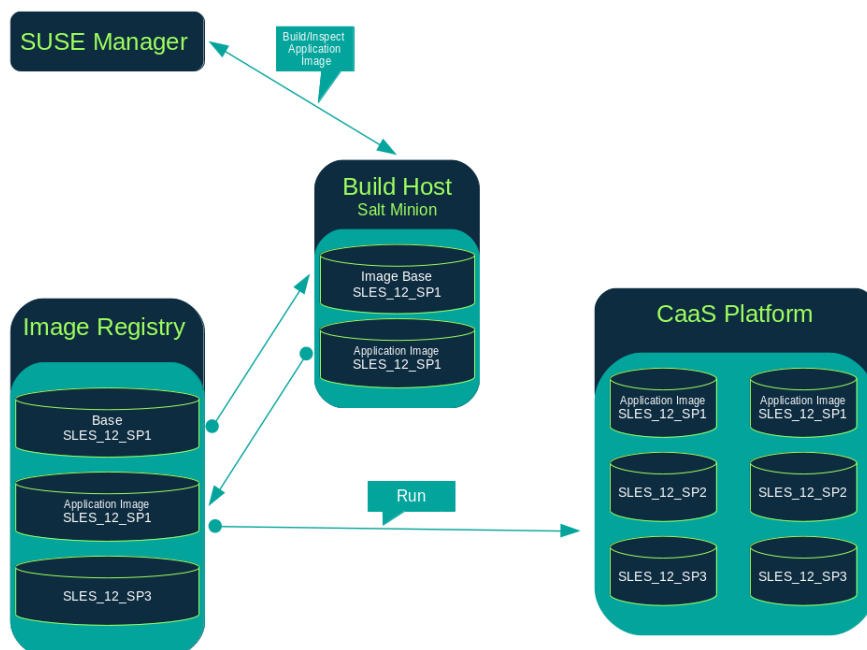 SUSE Manager
Build/Inspect
Application
Image
Build Host
Salt Minion
Image Base
SLES_12_SP1
Application Image
SLES_12_SP1
Image Registry
Base
SLES_12_SP1
Application Image
SLES_12_SP1
SLES_12_SP3
Run
CaaS Platform
Application Image
SLES_12_SP1
Application Image
SLES_12_SP1
SLES_12_SP2
SLES_12_SP2
SLES_12_SP3
SLES_12_SP3